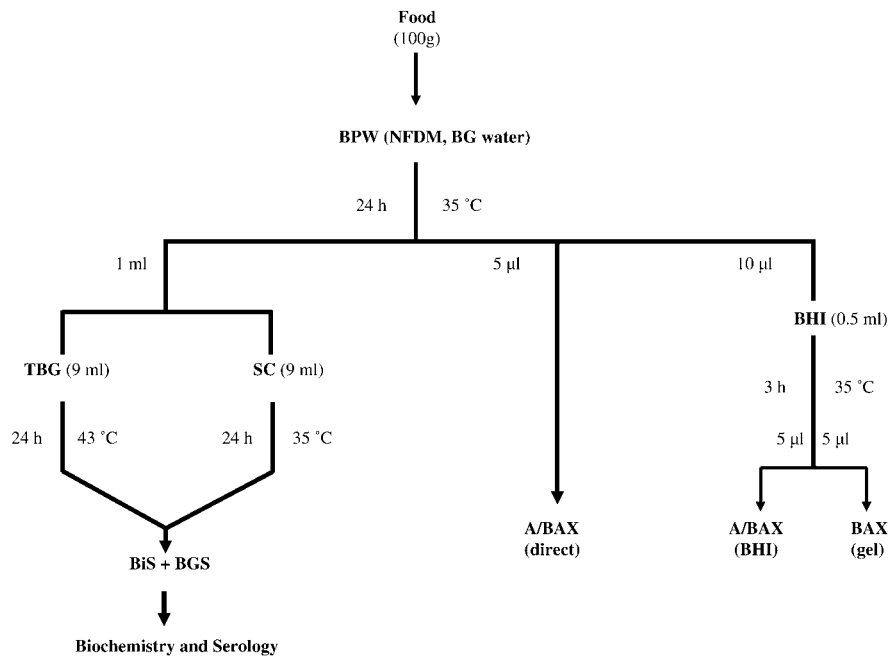 Food
(100g)
BPW (NFDM, BG water)
24 h 35 ˚C
1 ml 5 µl 10 µl
BHI (0.5 ml)
TBG (9 ml) SC (9 ml)
3 h 35 ˚C
24 h 43 ˚C 24 h 35 ˚C
5 µl 5 µl
A/BAX A/BAX BAX
(direct) (BHI) (gel)
BiS + BGS
Biochemistry and Serology